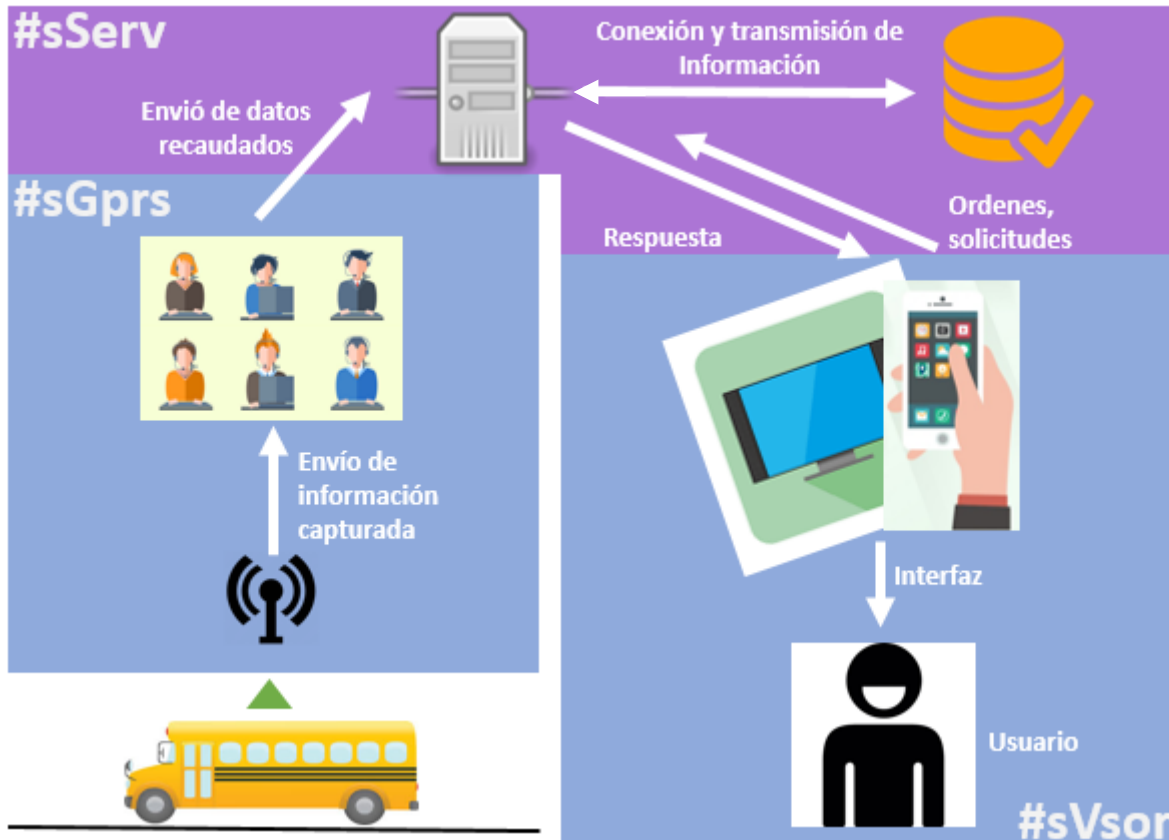 #sServ
Conexión y transmisión de
Información
Envió de datos
recaudados
#sGprs
Ordenes,
solicitudes
Respuesta
Envío de
información
capturada
Interfaz
Usuario
#sVsor